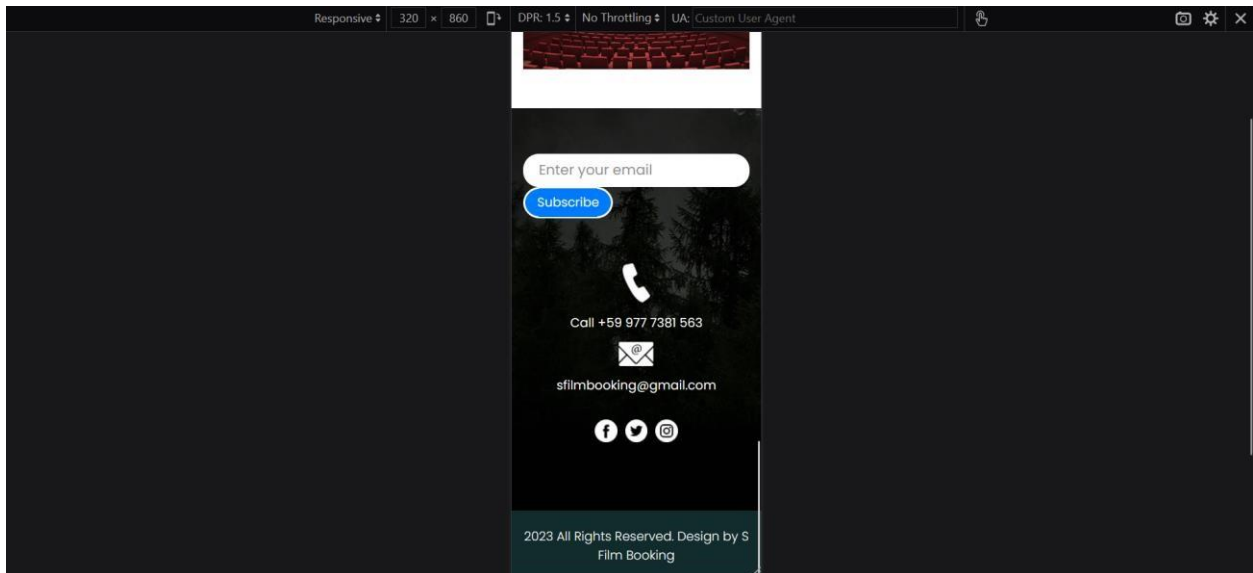 Responsive 320 × 860 DPR: 1.5 No Throttling UA: Custom User Agent
Enter your email
Subscribe
Call +59 977 7381 563
@
sfilmbooking@gmail.com
2023 All Rights Reserved. Design by S
Film Booking